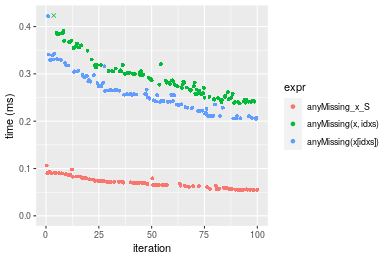 0.4
0.3
0.2
0.1
0.0
time (ms)
0
25
50
75
100
iteration
expr
anyMissing_x_S
anyMissing(x, idxs)
anyMissing(x[idxs])